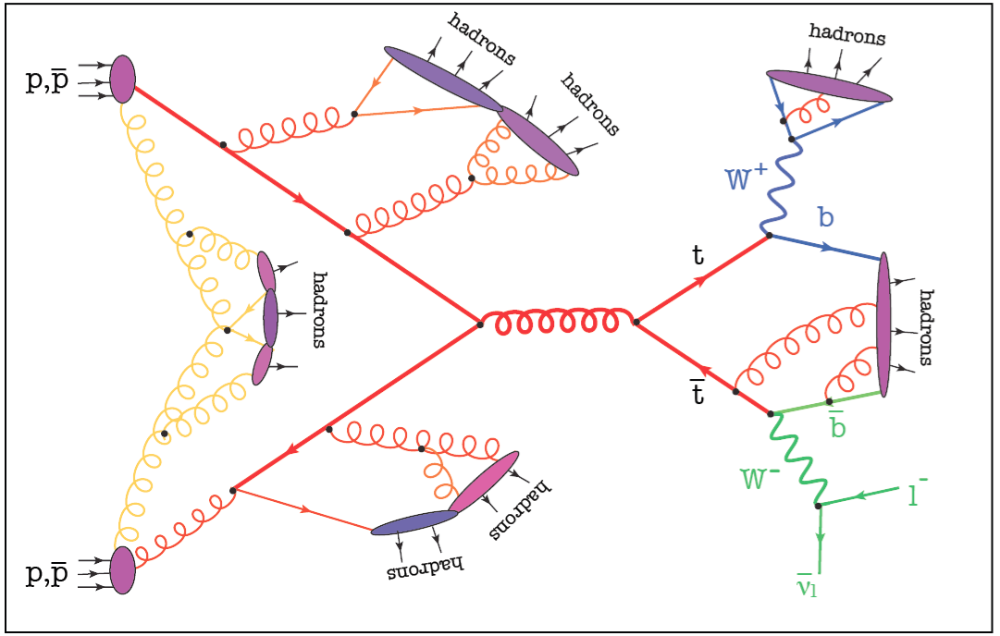 hadrons
hadrons
p,p̄
hadrons
W⁺
b
t
hadrons
hadrons
t̄
b̄
W⁻
l⁻
hadrons
hadrons
p,p̄
ν̄ₗ